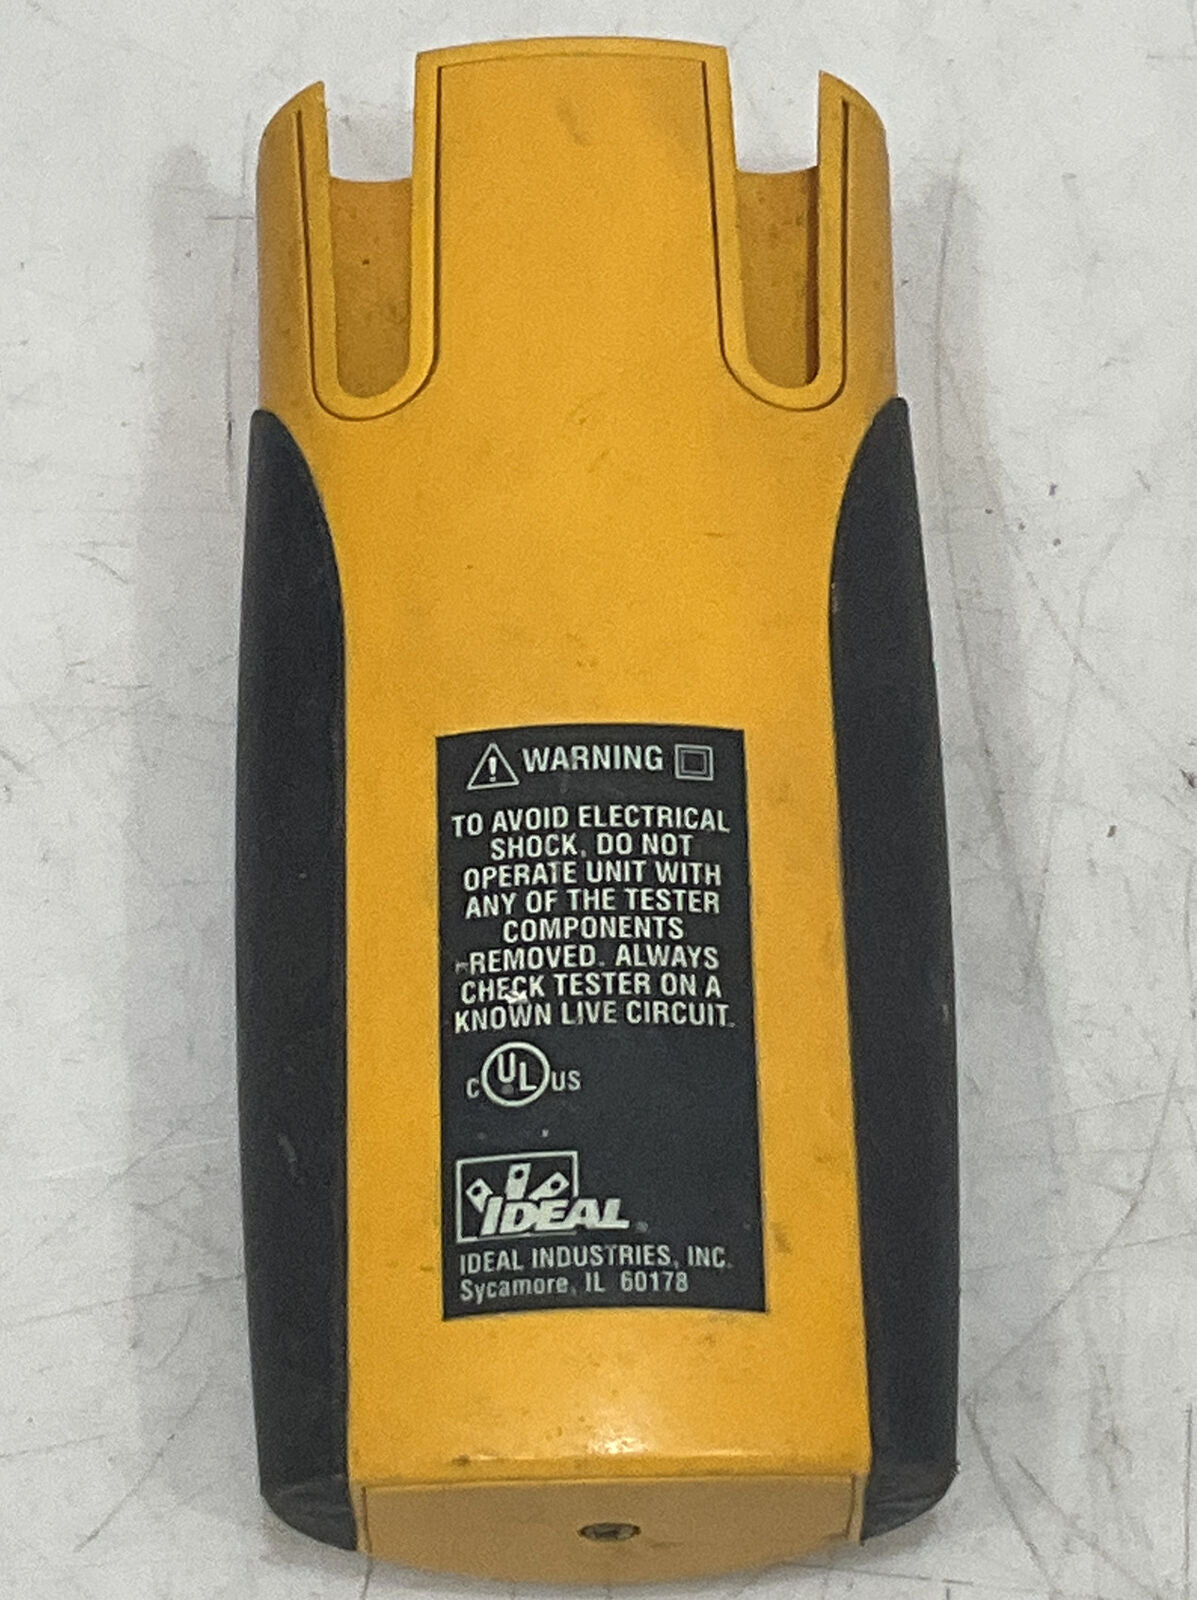 WARNING
TO AVOID ELECTRICAL
SHOCK, DO NOT
OPERATE UNIT WITH
ANY OF THE TESTER
COMPONENTS
REMOVED. ALWAYS
CHECK TESTER ON A
KNOWN LIVE CIRCUIT.
C UL US
IDEAL
IDEAL INDUSTRIES, INC.
Sycamore, IL 60178